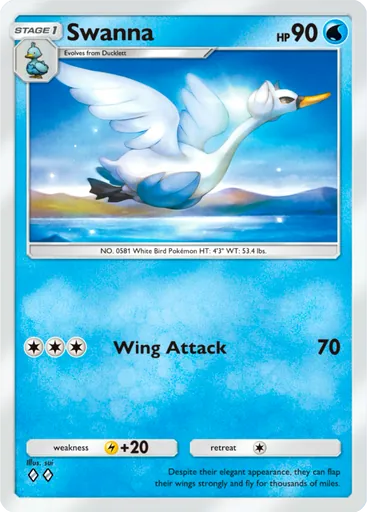 STAGE 1
Swanna
HP 90
Evolves from Ducklett
NO. 0581 White Bird Pokémon HT: 4'3" WT: 53.4 lbs.
Wing Attack 70
weakness +20 retreat
Illus. sui
Despite their elegant appearance, they can flap
their wings strongly and fly for thousands of miles.